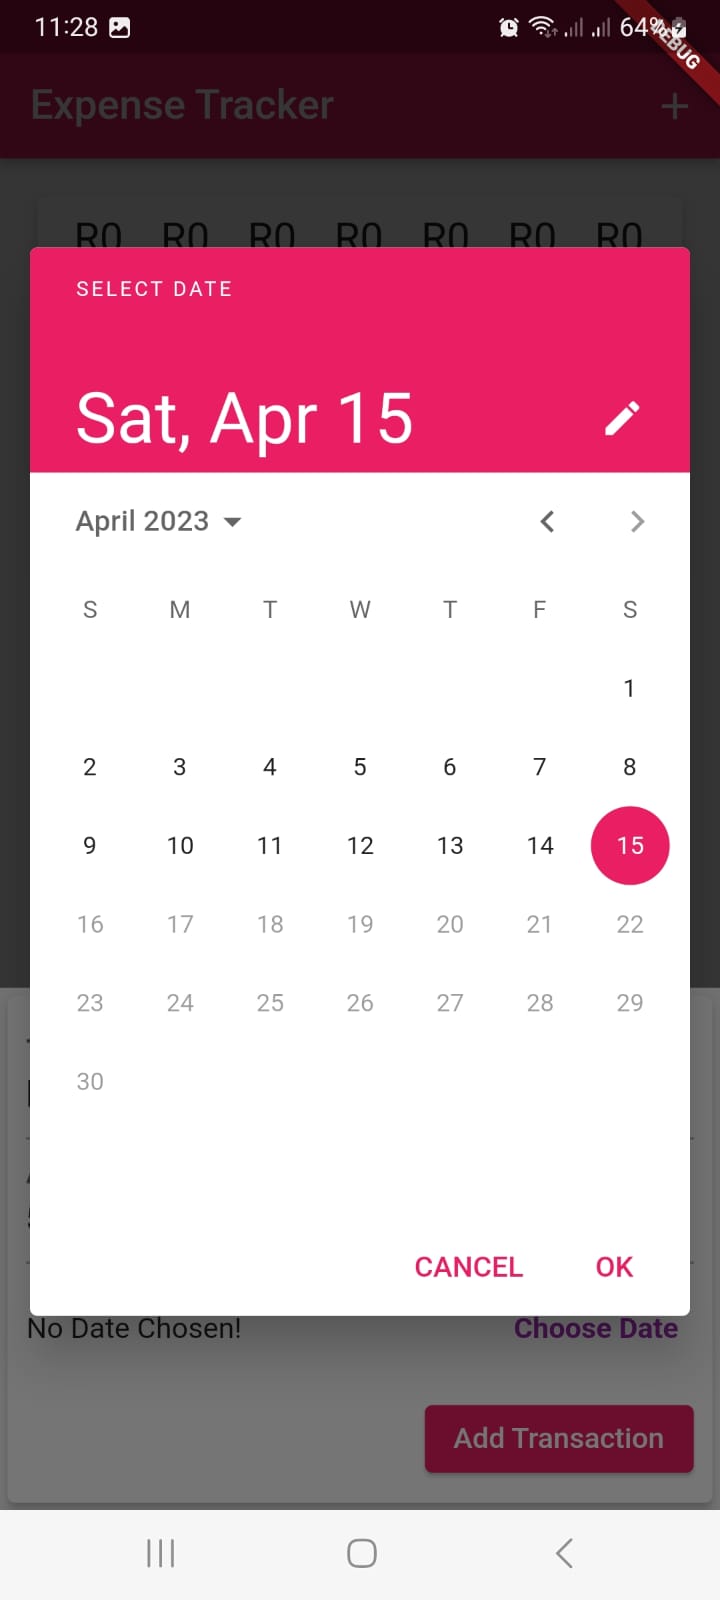 11:28 64%
DEBUG
Expense Tracker
R0 R0 R0 R0 R0 R0 R0
SELECT DATE
Sat, Apr 15
April 2023
S M T W T F S
1
2 3 4 5 6 7 8
9 10 11 12 13 14 15
16 17 18 19 20 21 22
23 24 25 26 27 28 29
30
CANCEL OK
No Date Chosen! Choose Date
Add Transaction